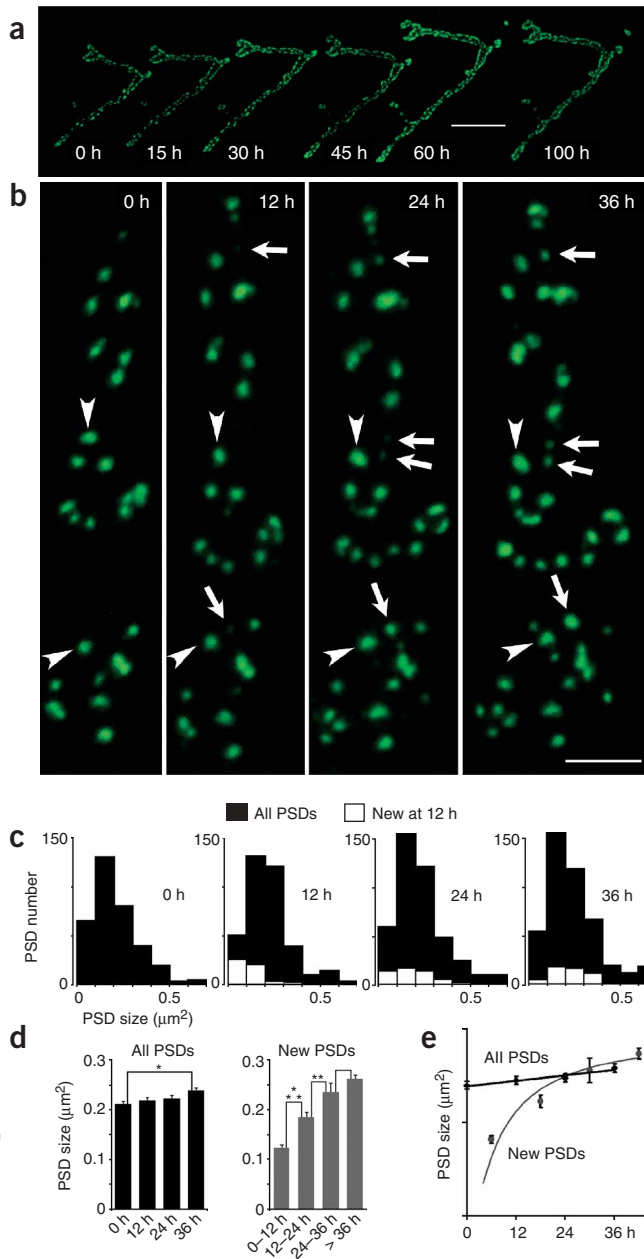 a
0 h 15 h 30 h 45 h 60 h 100 h
b
0 h 12 h 24 h 36 h
All PSDs New at 12 h
c
150 150 150 150
PSD number
0 h 12 h 24 h 36 h
0 0 0 0
0 0.5 0.5 0.5 0.5
PSD size (µm²)
d
All PSDs New PSDs
PSD size (µm²)
0.3 0.3
* * ** **
0.2 0.2
0.1 0.1
0 0
0 h 12 h 24 h 36 h
0–12 h 12–24 h 24–36 h > 36 h
e
All PSDs
PSD size (µm²)
New PSDs
0 12 24 36 h